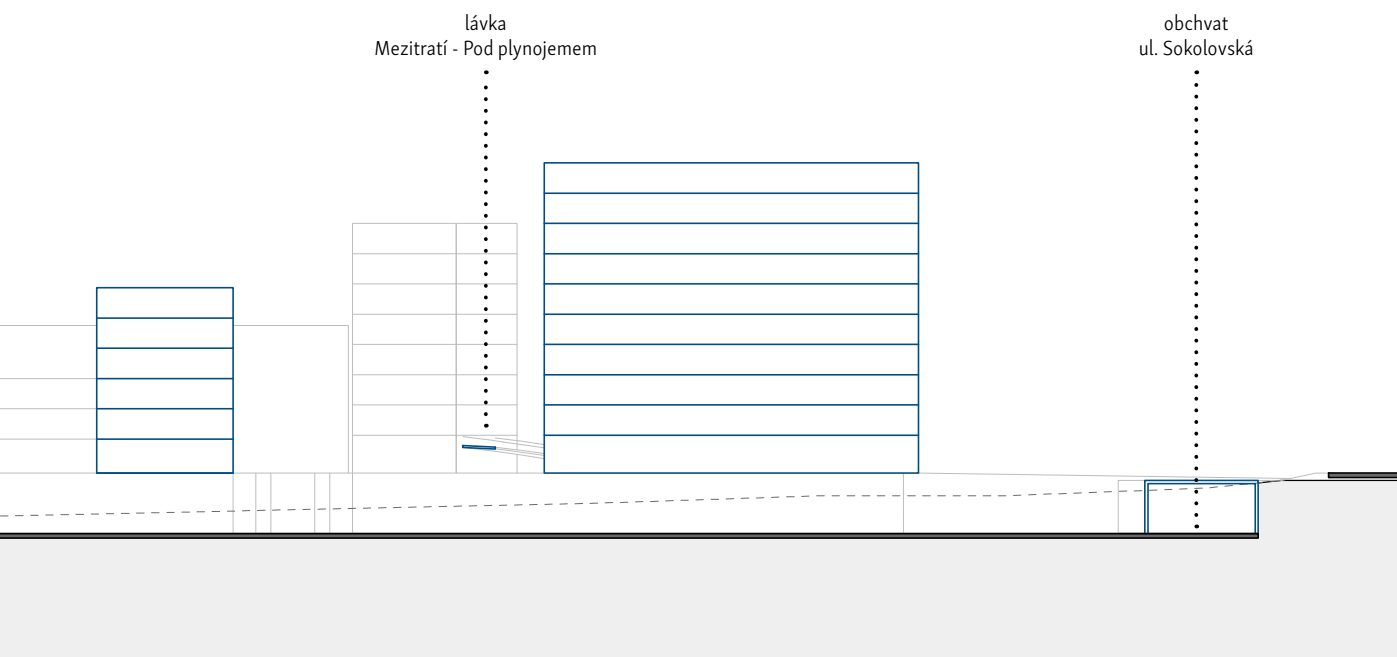 lávka
Mezitratí - Pod plynojemem
obchvat
ul. Sokolovská